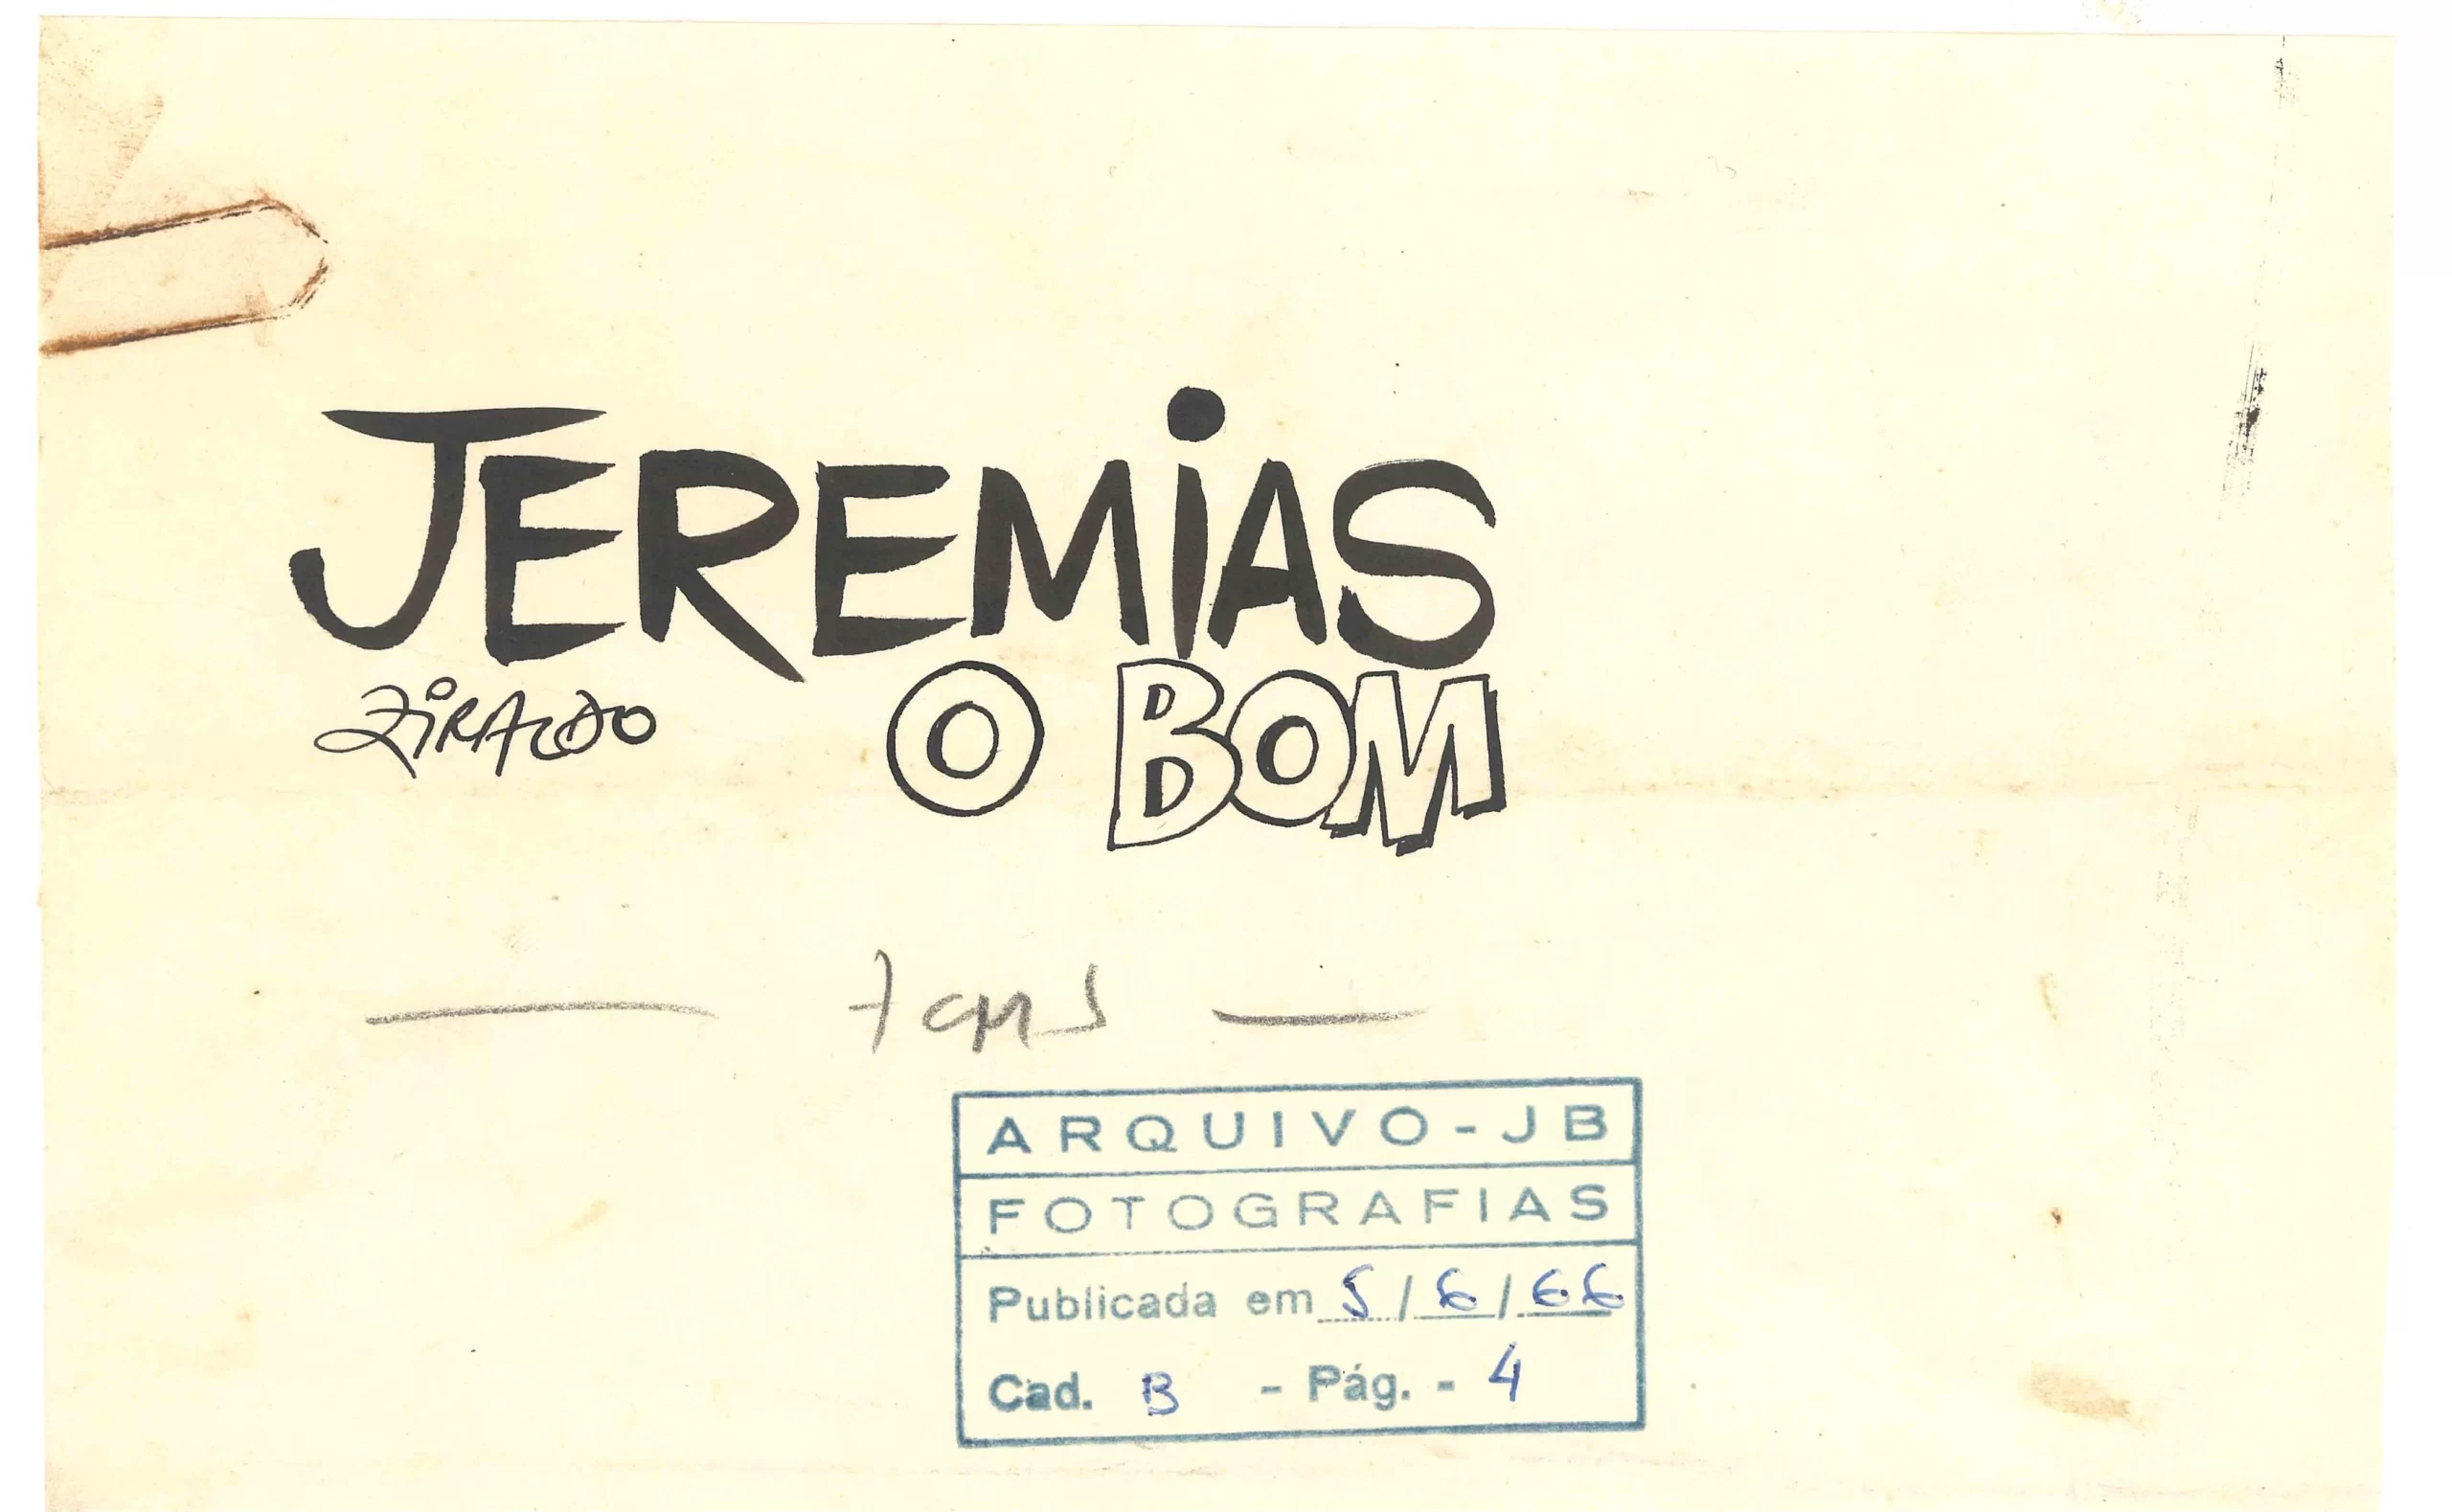 JEREMiAS
ZiRALDO O BOM
7 cms
ARQUIVO-JB
FOTOGRAFIAS
Publicada em 5/6/66
Cad. B - Pág. - 4